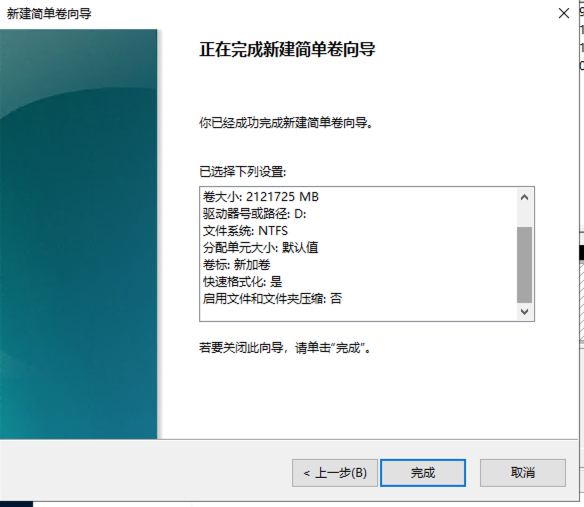 新建简单卷向导
正在完成新建简单卷向导
你已经成功完成新建简单卷向导。
已选择下列设置:
卷大小: 2121725 MB
驱动器号或路径: D:
文件系统: NTFS
分配单元大小: 默认值
卷标: 新加卷
快速格式化: 是
启用文件和文件夹压缩: 否
若要关闭此向导，请单击“完成”。
< 上一步(B)
完成
取消